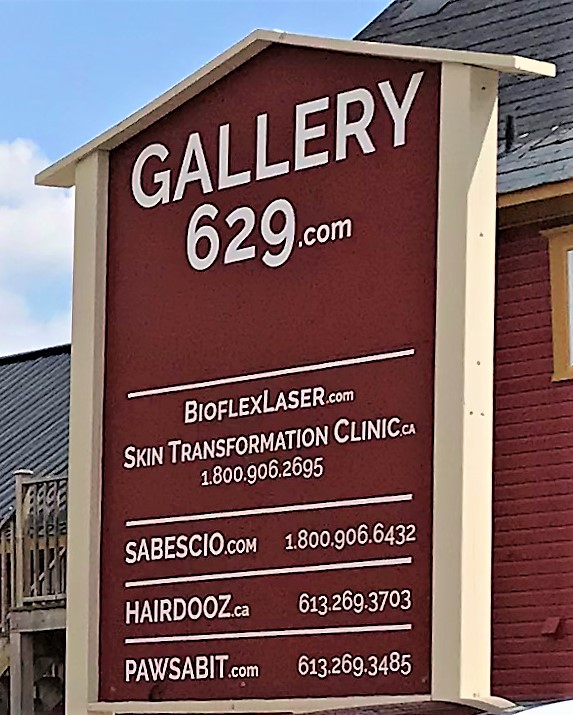 GALLERY
629.com
BIOFLEXLASER.com
SKIN TRANSFORMATION CLINIC.CA
1.800.906.2695
SABESCIO.COM 1.800.906.6432
HAIRDOOZ.ca 613.269.3703
PAWSABIT.com 613.269.3485